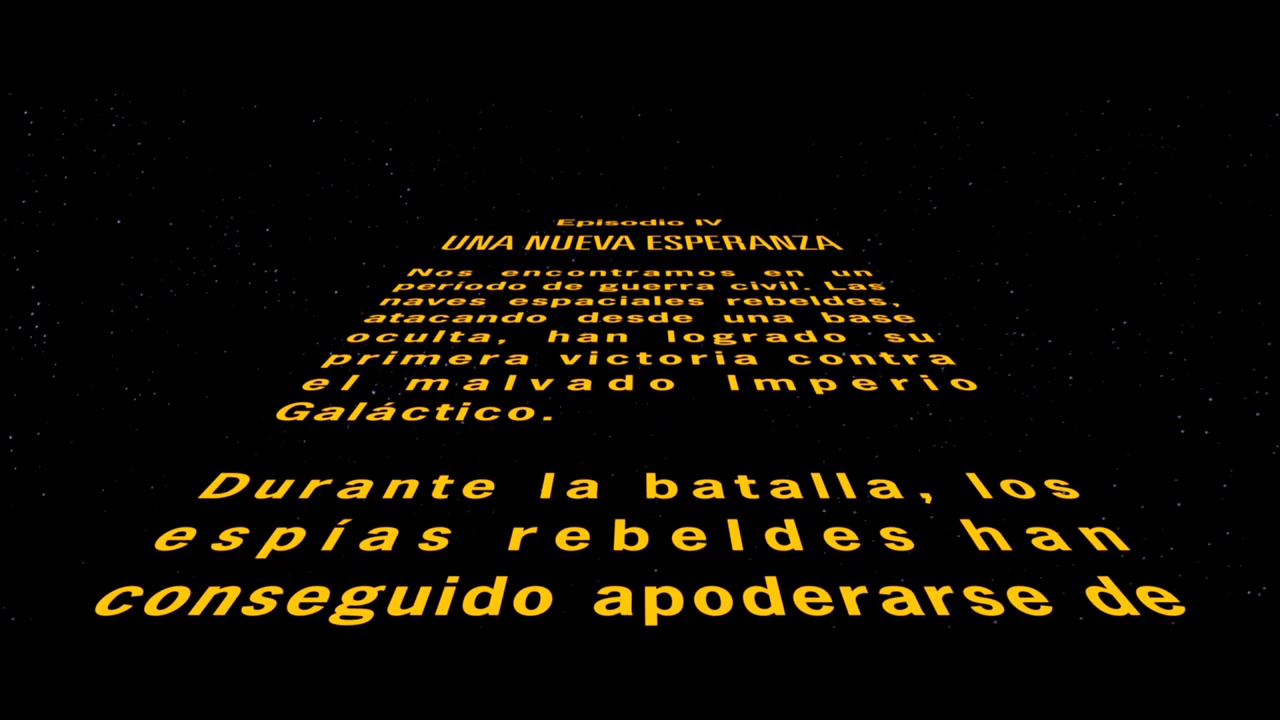 Episodio IV
UNA NUEVA ESPERANZA
Nos encontramos en un
período de guerra civil. Las
naves espaciales rebeldes,
atacando desde una base
oculta, han logrado su
primera victoria contra
el malvado Imperio
Galáctico.
Durante la batalla, los
espías rebeldes han
conseguido apoderarse de